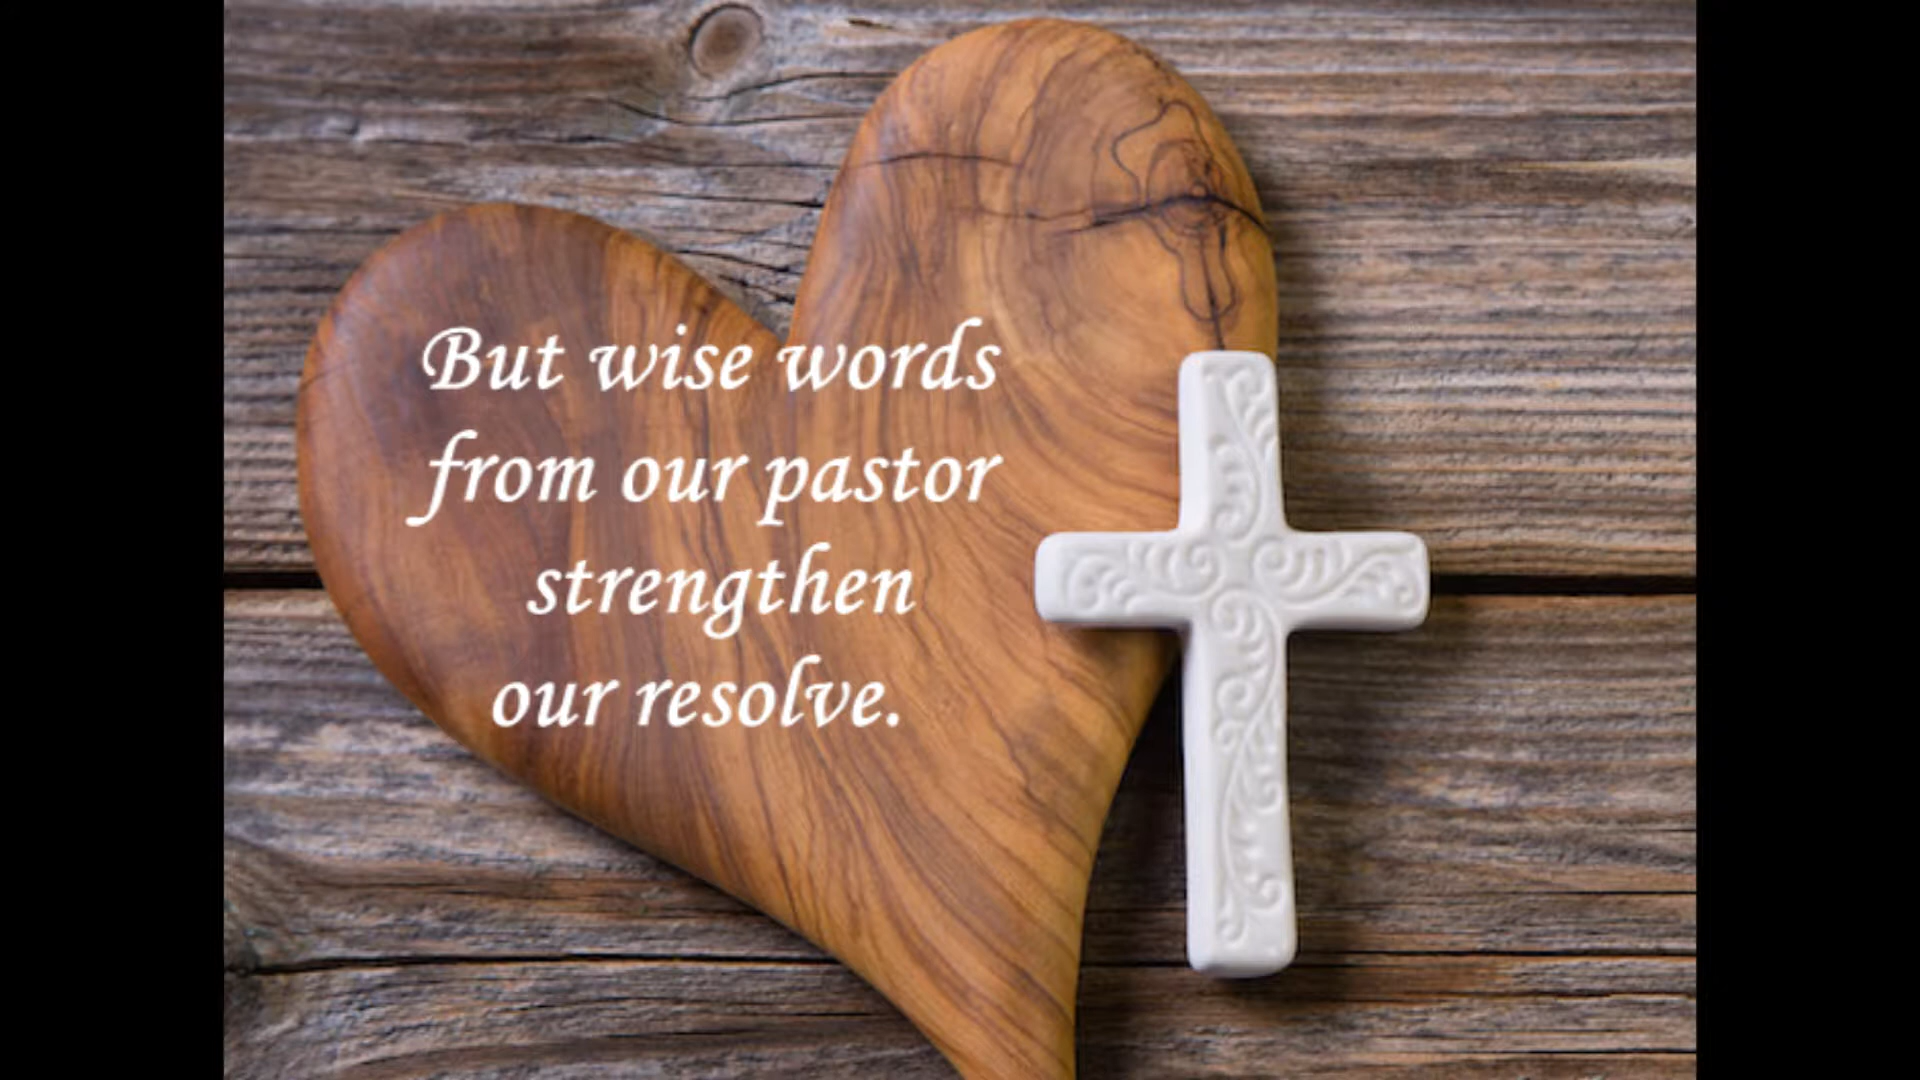 But wise words
from our pastor
strengthen
our resolve.